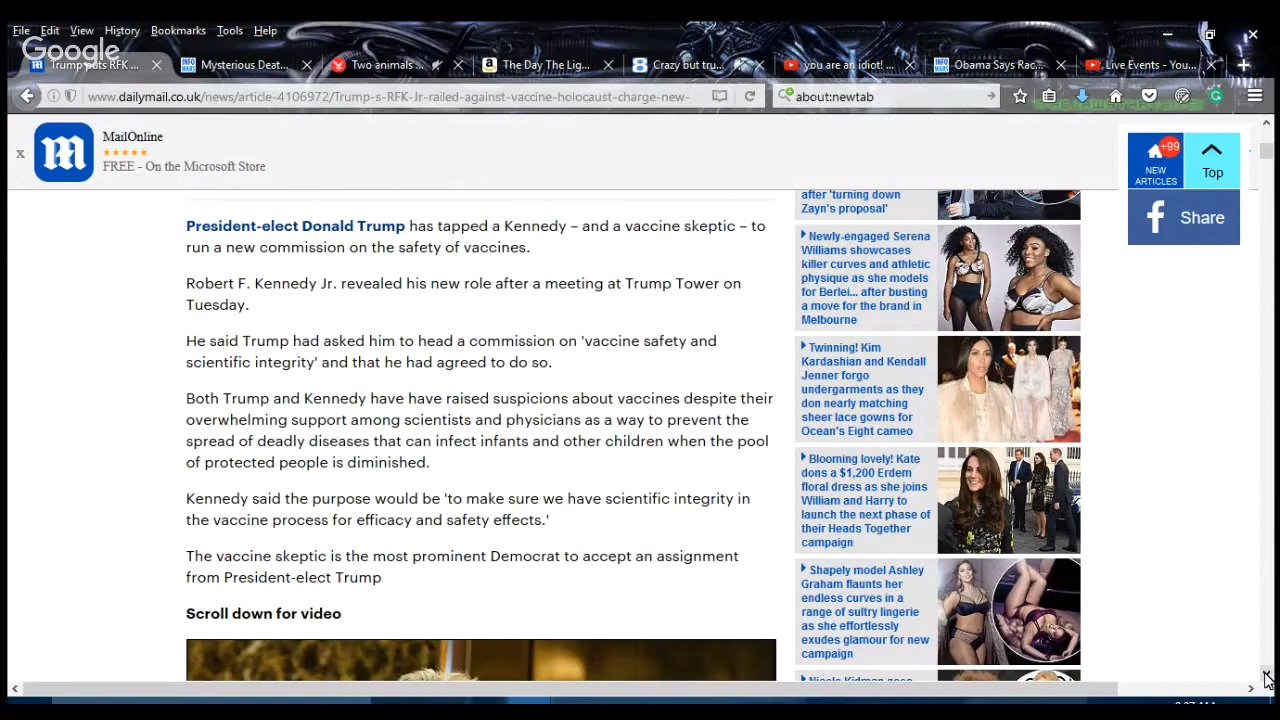 File Edit View History Bookmarks Tools Help
Google
Trump puts RFK ...
Mysterious Deat...
Two animals ...
The Day The Lig...
Crazy but tru...
you are an idiot! ...
Obama Says Rac...
Live Events - You...
www.dailymail.co.uk/news/article-4106972/Trump-s-RFK-Jr-railed-against-vaccine-holocaust-charge-new-
about:newtab
x
MailOnline
FREE - On the Microsoft Store
+99
NEW
ARTICLES
Top
Share
President-elect Donald Trump has tapped a Kennedy – and a vaccine skeptic – to
run a new commission on the safety of vaccines.
Robert F. Kennedy Jr. revealed his new role after a meeting at Trump Tower on
Tuesday.
He said Trump had asked him to head a commission on 'vaccine safety and
scientific integrity' and that he had agreed to do so.
Both Trump and Kennedy have have raised suspicions about vaccines despite their
overwhelming support among scientists and physicians as a way to prevent the
spread of deadly diseases that can infect infants and other children when the pool
of protected people is diminished.
Kennedy said the purpose would be 'to make sure we have scientific integrity in
the vaccine process for efficacy and safety effects.'
The vaccine skeptic is the most prominent Democrat to accept an assignment
from President-elect Trump
Scroll down for video
after 'turning down
Zayn's proposal'
Newly-engaged Serena
Williams showcases
killer curves and athletic
physique as she models
for Berlei... after busting
a move for the brand in
Melbourne
Twinning! Kim
Kardashian and Kendall
Jenner forgo
undergarments as they
don nearly matching
sheer lace gowns for
Ocean's Eight cameo
Blooming lovely! Kate
dons a $1,200 Erdem
floral dress as she joins
William and Harry to
launch the next phase of
their Heads Together
campaign
Shapely model Ashley
Graham flaunts her
endless curves in a
range of sultry lingerie
as she effortlessly
exudes glamour for new
campaign